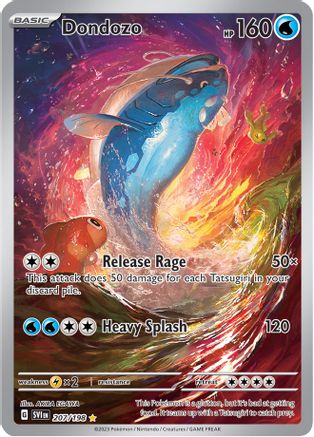 BASIC
Dondozo
HP 160
Release Rage 50×
This attack does 50 damage for each Tatsugiri in your
discard pile.
Heavy Splash 120
weakness ×2 resistance retreat
Illus. AKIRA EGAWA
G SVI EN 207/198
This Pokémon is a glutton, but it's bad at getting
food. It teams up with a Tatsugiri to catch prey.
©2023 Pokémon / Nintendo / Creatures / GAME FREAK